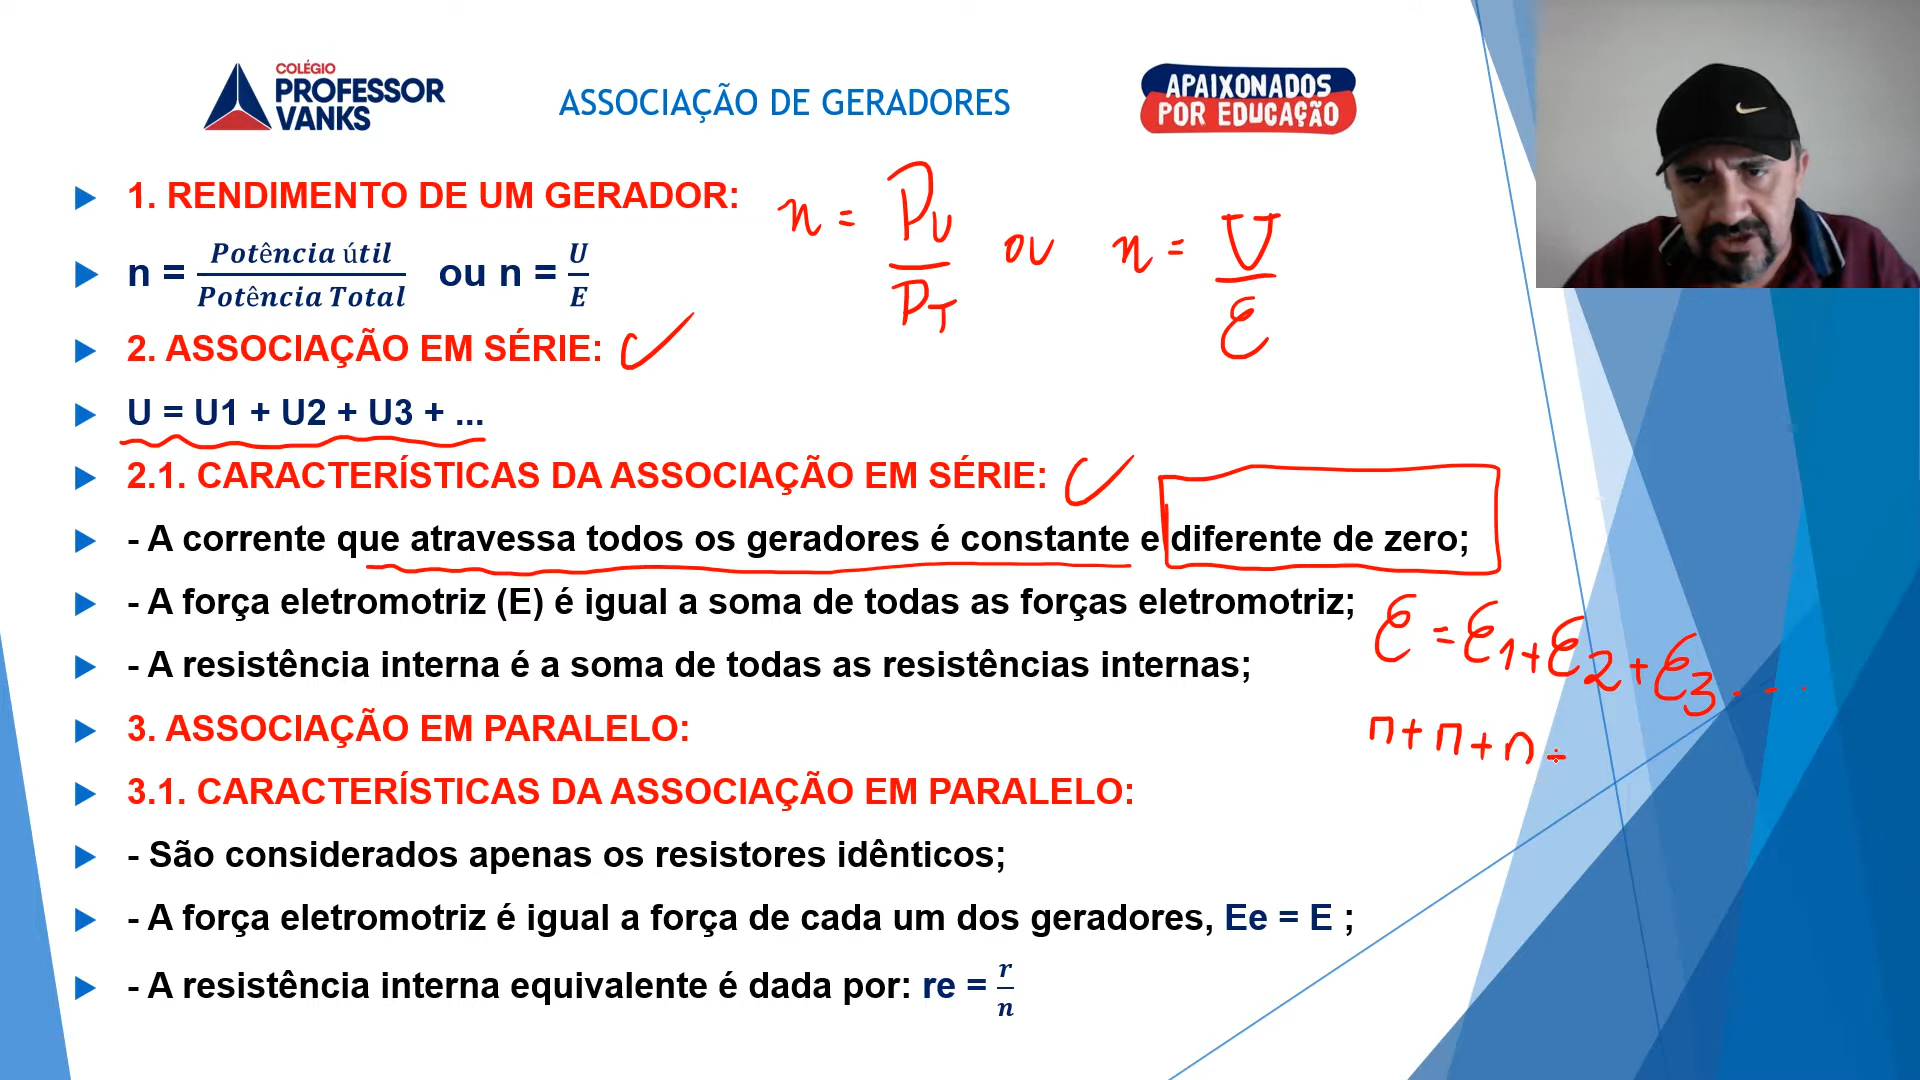 COLÉGIO
PROFESSOR
VANKS
ASSOCIAÇÃO DE GERADORES
APAIXONADOS
POR EDUCAÇÃO
1. RENDIMENTO DE UM GERADOR:
n = Potência útil / Potência Total ou n = U / E
n = PU / PT ou n = U / E
2. ASSOCIAÇÃO EM SÉRIE:
U = U1 + U2 + U3 + ...
2.1. CARACTERÍSTICAS DA ASSOCIAÇÃO EM SÉRIE:
- A corrente que atravessa todos os geradores é constante e diferente de zero;
- A força eletromotriz (E) é igual a soma de todas as forças eletromotriz;
E = E1 + E2 + E3 ....
- A resistência interna é a soma de todas as resistências internas;
r + r + r +
3. ASSOCIAÇÃO EM PARALELO:
3.1. CARACTERÍSTICAS DA ASSOCIAÇÃO EM PARALELO:
- São considerados apenas os resistores idênticos;
- A força eletromotriz é igual a força de cada um dos geradores, Ee = E ;
- A resistência interna equivalente é dada por: re = r / n